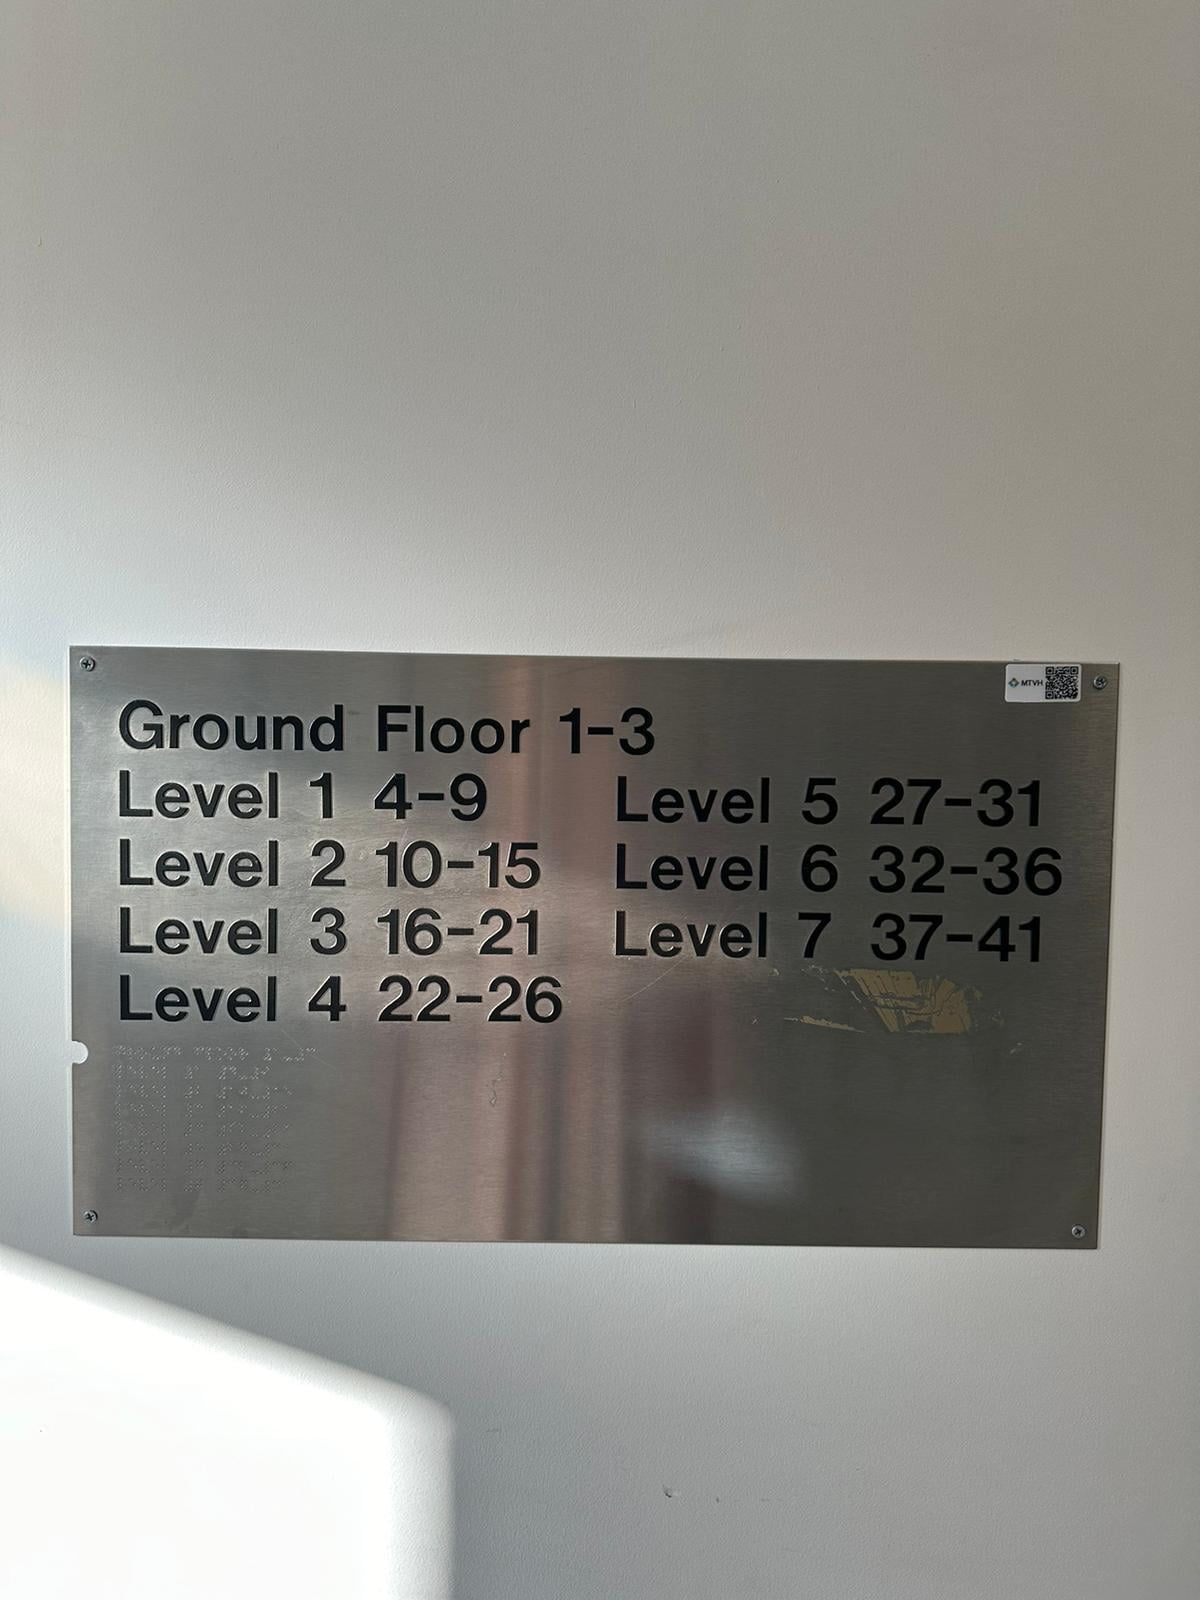 MTVH
Ground Floor 1-3
Level 1 4-9
Level 2 10-15
Level 3 16-21
Level 4 22-26
Level 5 27-31
Level 6 32-36
Level 7 37-41